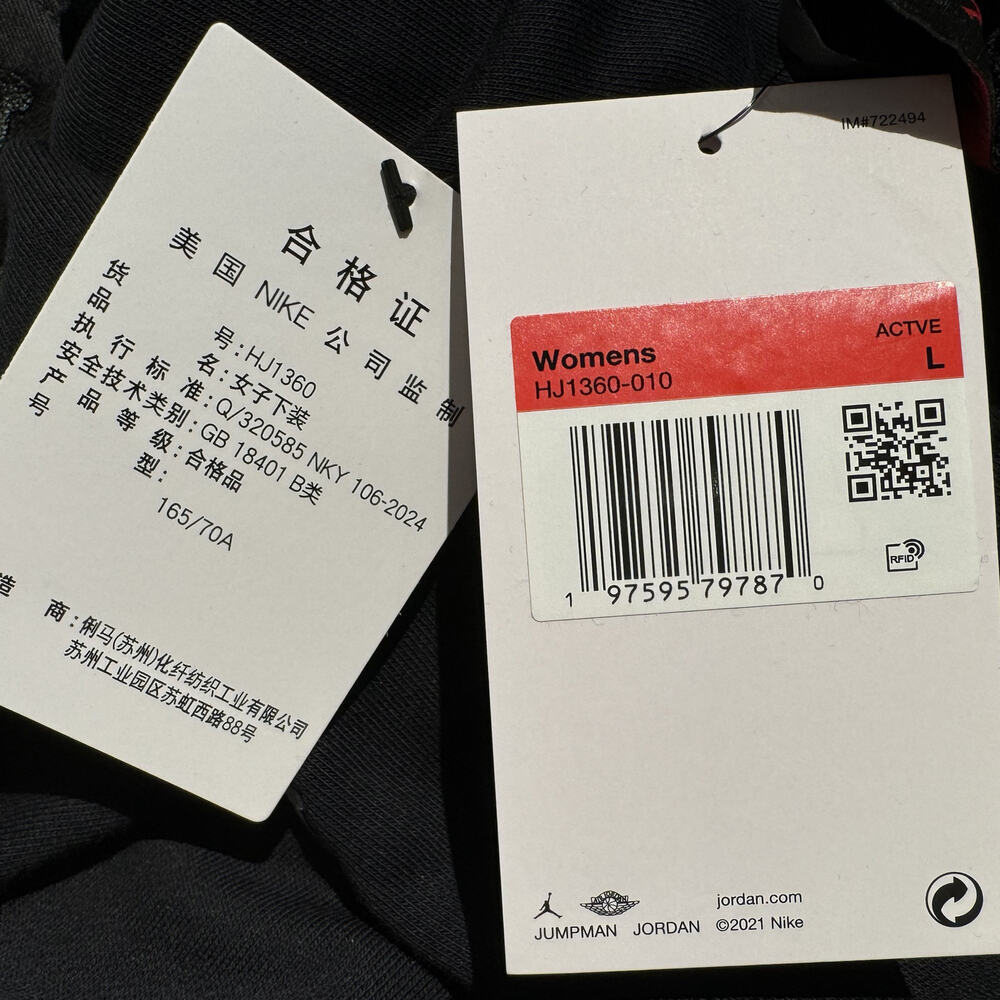 合格证
美国 NIKE 公司监制
货 号:HJ1360
品 名:女子下装
执行标准:Q/320585 NKY 106-2024
安全技术类别:GB 18401 B类
产品等级:合格品
号 型:
165/70A
造 商:俐马(苏州)化纤纺织工业有限公司
苏州工业园区苏虹西路88号
IM#722494
ACTVE
Womens L
HJ1360-010
1 97595 79787 0
RFID
jordan.com
JUMPMAN JORDAN ©2021 Nike